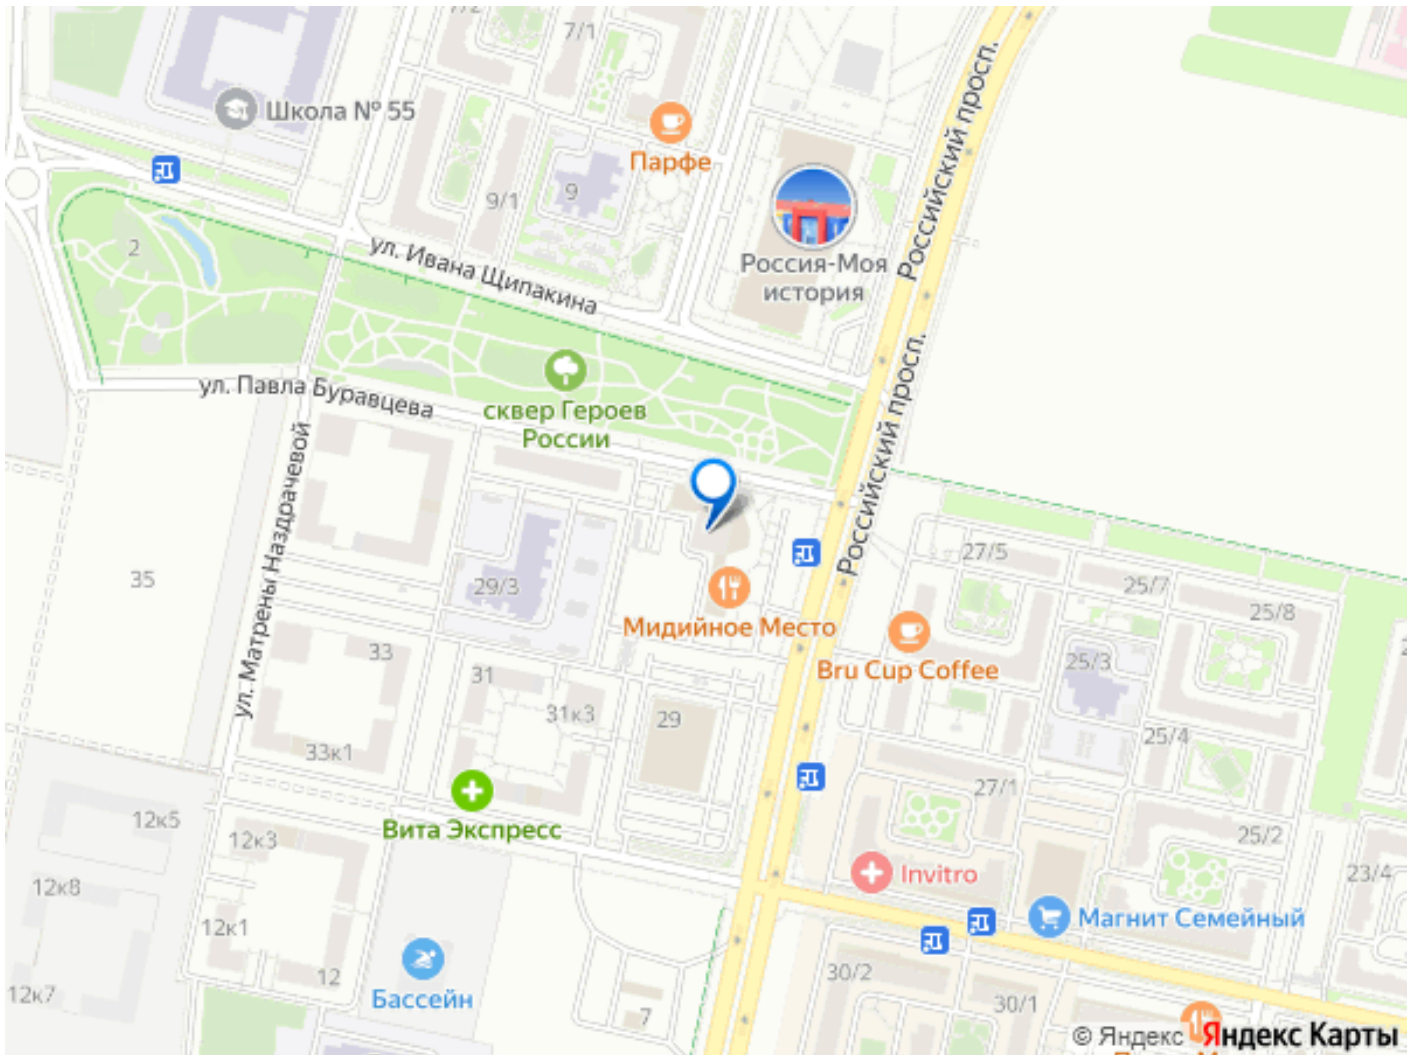 7/2
7/1
Школа № 55
Парфе
9/1
9
Российский просп.
Россия-Моя
история
2
ул. Ивана Щипакина
ул. Павла Буравцева
сквер Героев
России
Российский просп.
ул. Матрены Наздрачевой
35
29/3
27/5
25/7
25/8
Мидийное Место
Bru Cup Coffee
25/3
33
31
31к3
29
33к1
25/4
27/1
Вита Экспресс
12к5
12к3
25/2
12к8
Invitro
23/4
12к1
Магнит Семейный
12
Бассейн
30/2
30/1
12к7
7
© Яндекс Яндекс Карты